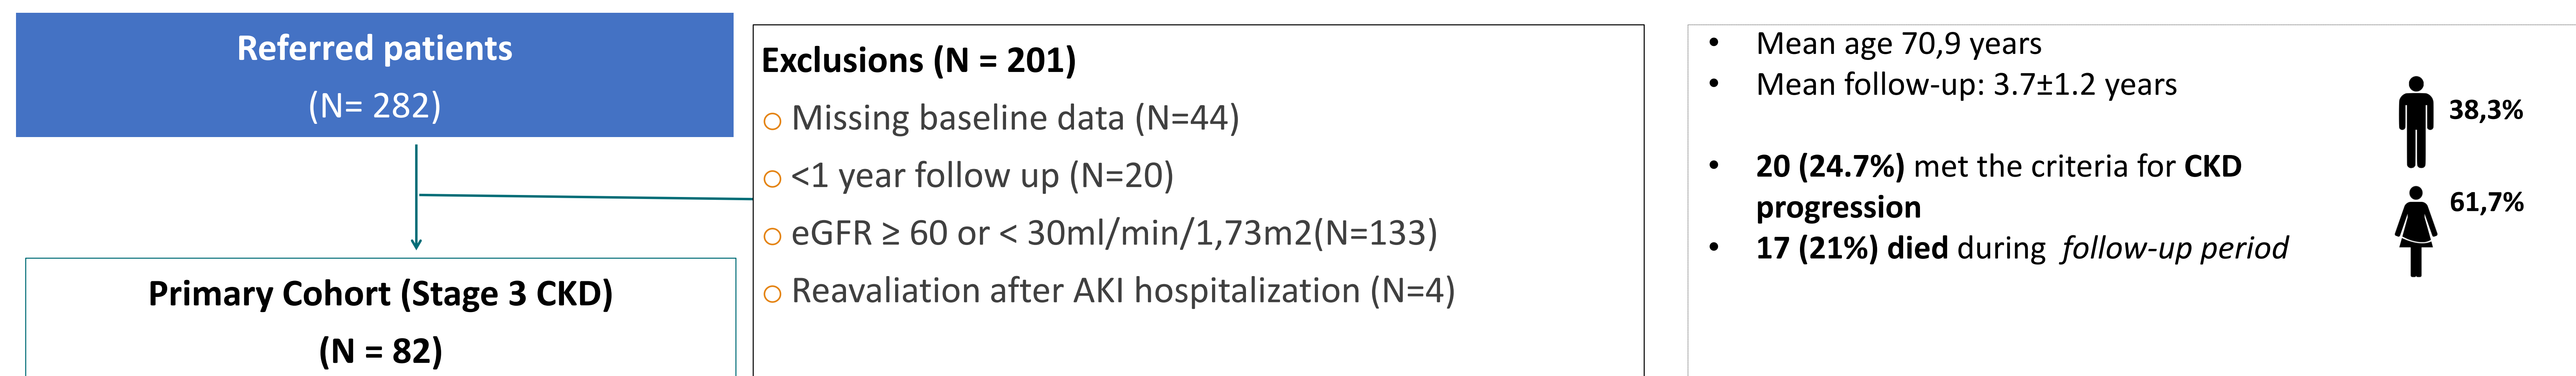 Referred patients
(N= 282)
Primary Cohort (Stage 3 CKD)
(N = 82)
Exclusions (N = 201)
Missing baseline data (N=44)
<1 year follow up (N=20)
eGFR ≥ 60 or < 30ml/min/1,73m2(N=133)
Reavaliation after AKI hospitalization (N=4)
• Mean age 70,9 years
• Mean follow-up: 3.7±1.2 years
• 20 (24.7%) met the criteria for CKD
progression
• 17 (21%) died during follow-up period
38,3%
61,7%